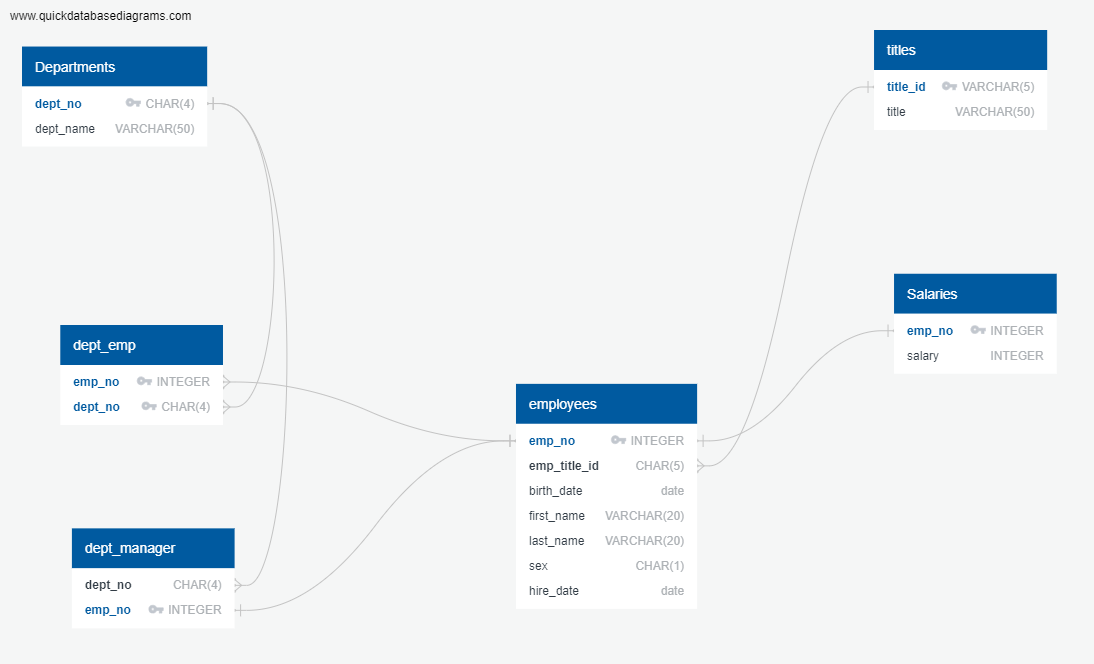 www.quickdatabasediagrams.com
Departments
dept_no CHAR(4)
dept_name VARCHAR(50)
titles
title_id VARCHAR(5)
title VARCHAR(50)
Salaries
emp_no INTEGER
salary INTEGER
dept_emp
emp_no INTEGER
dept_no CHAR(4)
employees
emp_no INTEGER
emp_title_id CHAR(5)
birth_date date
first_name VARCHAR(20)
last_name VARCHAR(20)
sex CHAR(1)
hire_date date
dept_manager
dept_no CHAR(4)
emp_no INTEGER